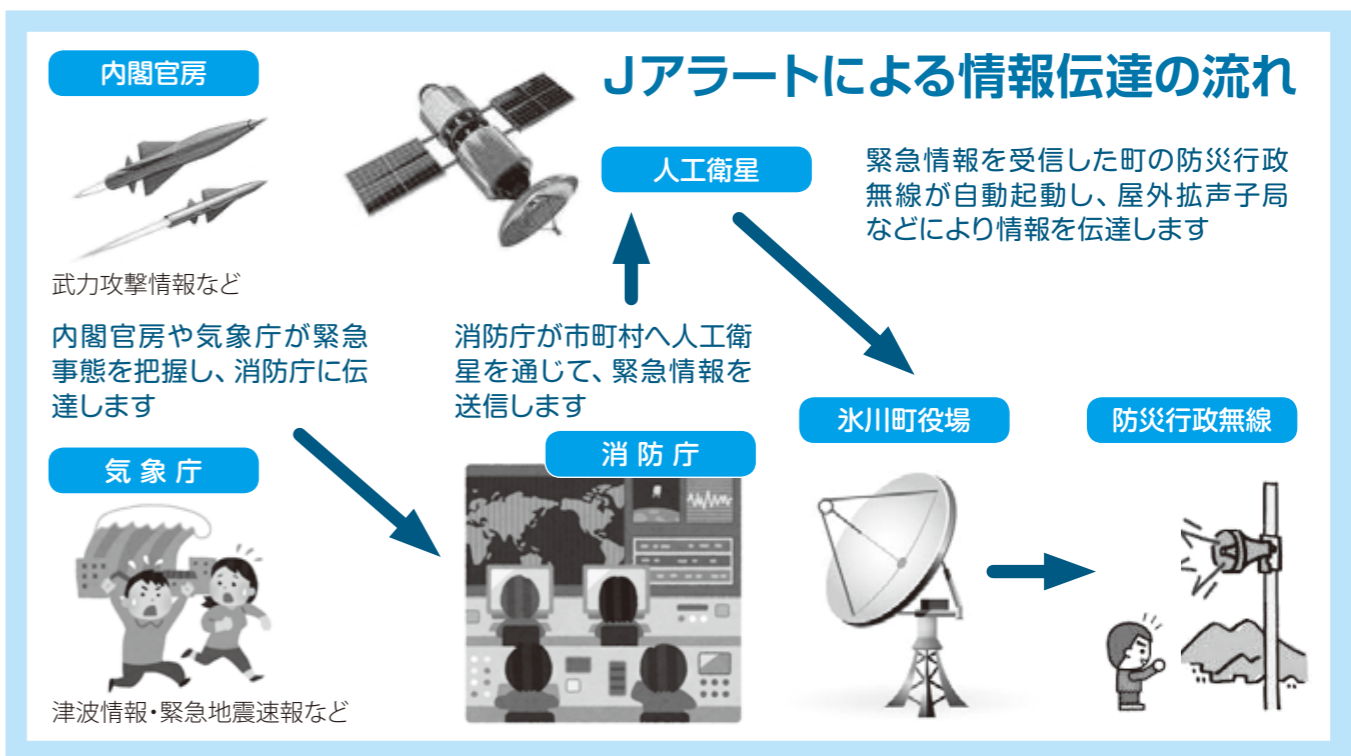 Jアラートによる情報伝達の流れ
内閣官房
武力攻撃情報など
内閣官房や気象庁が緊急
事態を把握し、消防庁に伝
達します
気象庁
津波情報・緊急地震速報など
消防庁が市町村へ人工衛
星を通じて、緊急情報を
送信します
消防庁
人工衛星
緊急情報を受信した町の防災行政
無線が自動起動し、屋外拡声子局
などにより情報を伝達します
氷川町役場
防災行政無線